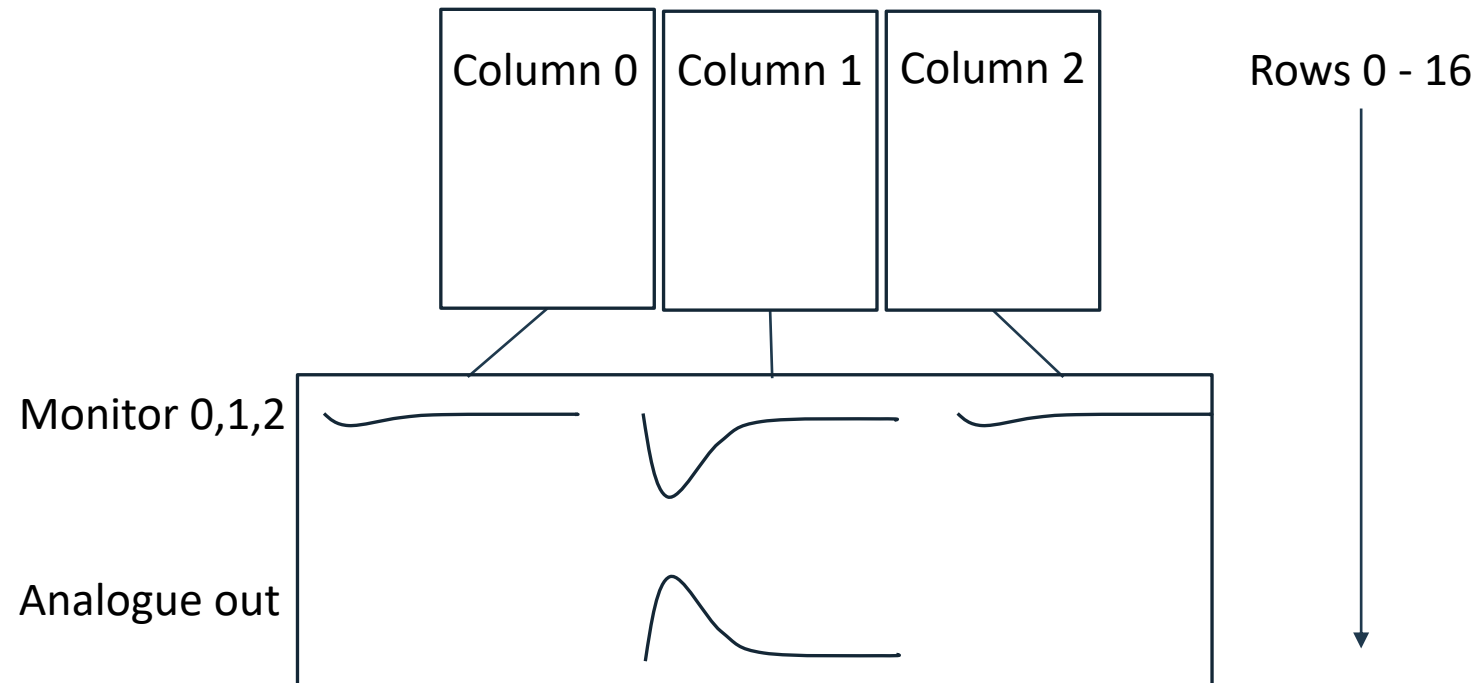 Column 0
Column 1
Column 2
Rows 0 - 16
Monitor 0,1,2
Analogue out